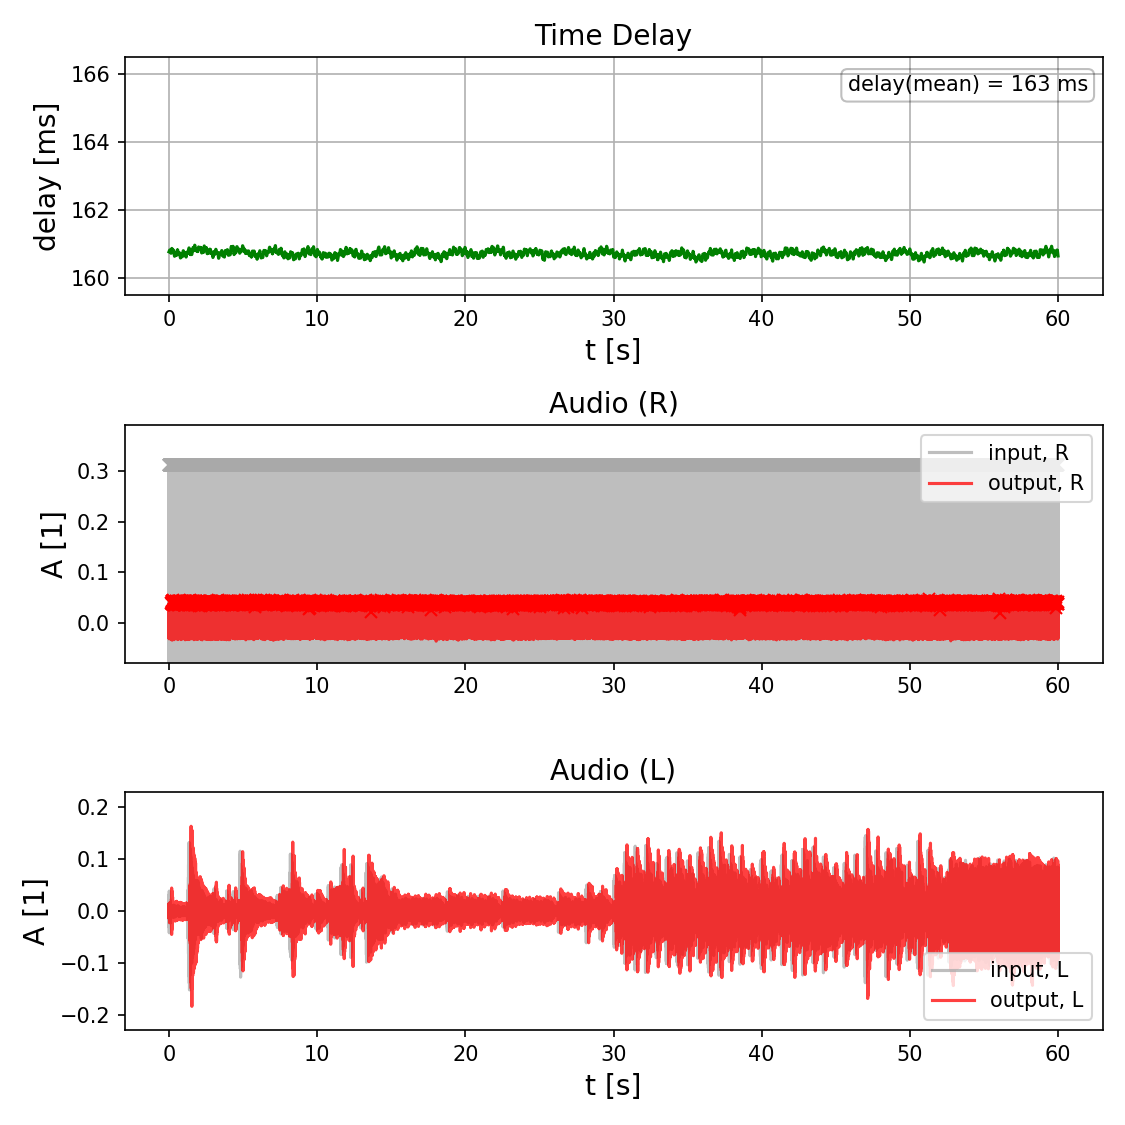 Time Delay
delay [ms]
166
164
162
160
delay(mean) = 163 ms
0 10 20 30 40 50 60
t [s]
Audio (R)
A [1]
0.3
0.2
0.1
0.0
input, R
output, R
0 10 20 30 40 50 60
Audio (L)
A [1]
0.2
0.1
0.0
−0.1
−0.2
input, L
output, L
0 10 20 30 40 50 60
t [s]